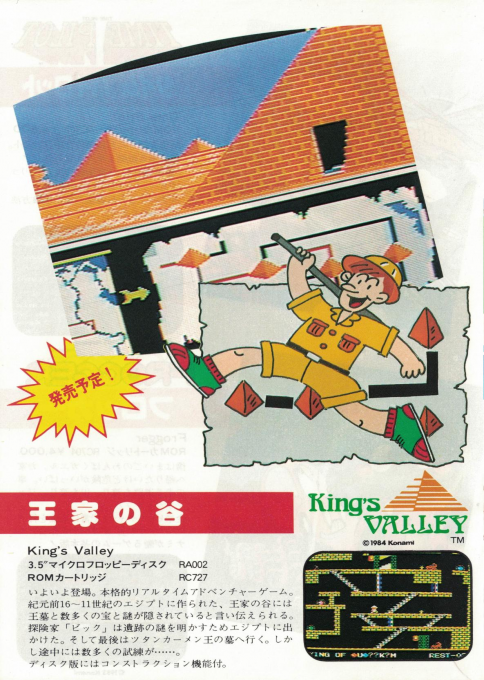 発売予定!
王家の谷
King's VALLEY
TM
©1984 Konami
King's Valley
3.5"マイクロフロッピーディスク RA002
ROMカートリッジ RC727
いよいよ登場。本格的リアルタイムアドベンチャーゲーム。
紀元前16〜11世紀のエジプトに作られた、王家の谷には
王墓と数多くの宝と謎が隠されていると言い伝えられる。
探険家「ビック」は遺跡の謎を明かすためエジプトに出
かけた。そして最後はツタンカーメン王の墓へ行く。しか
し途中には数多くの試練が……。
ディスク版にはコンストラクション機能付。